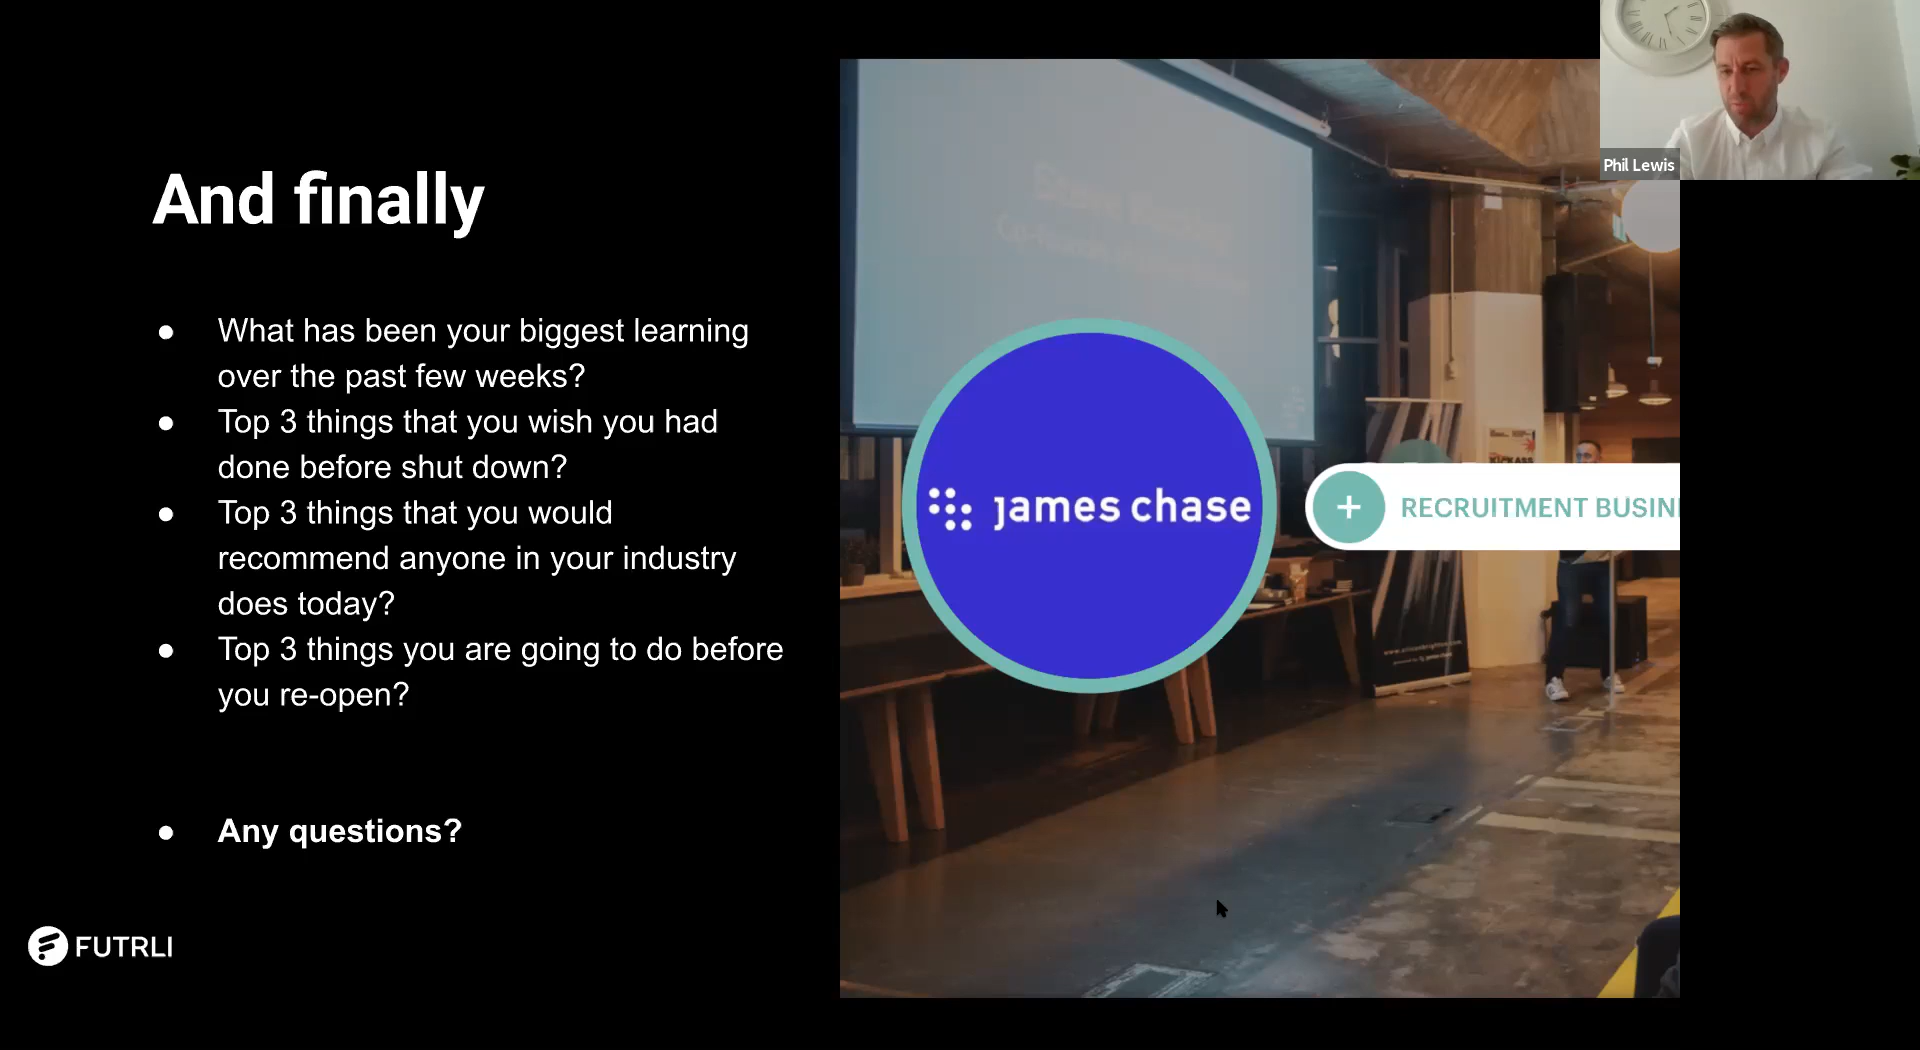 And finally
What has been your biggest learning
over the past few weeks?
Top 3 things that you wish you had
done before shut down?
Top 3 things that you would
recommend anyone in your industry
does today?
Top 3 things you are going to do before
you re-open?
Any questions?
FUTRLI
james chase
RECRUITMENT BUSIN
KICKASS
Phil Lewis